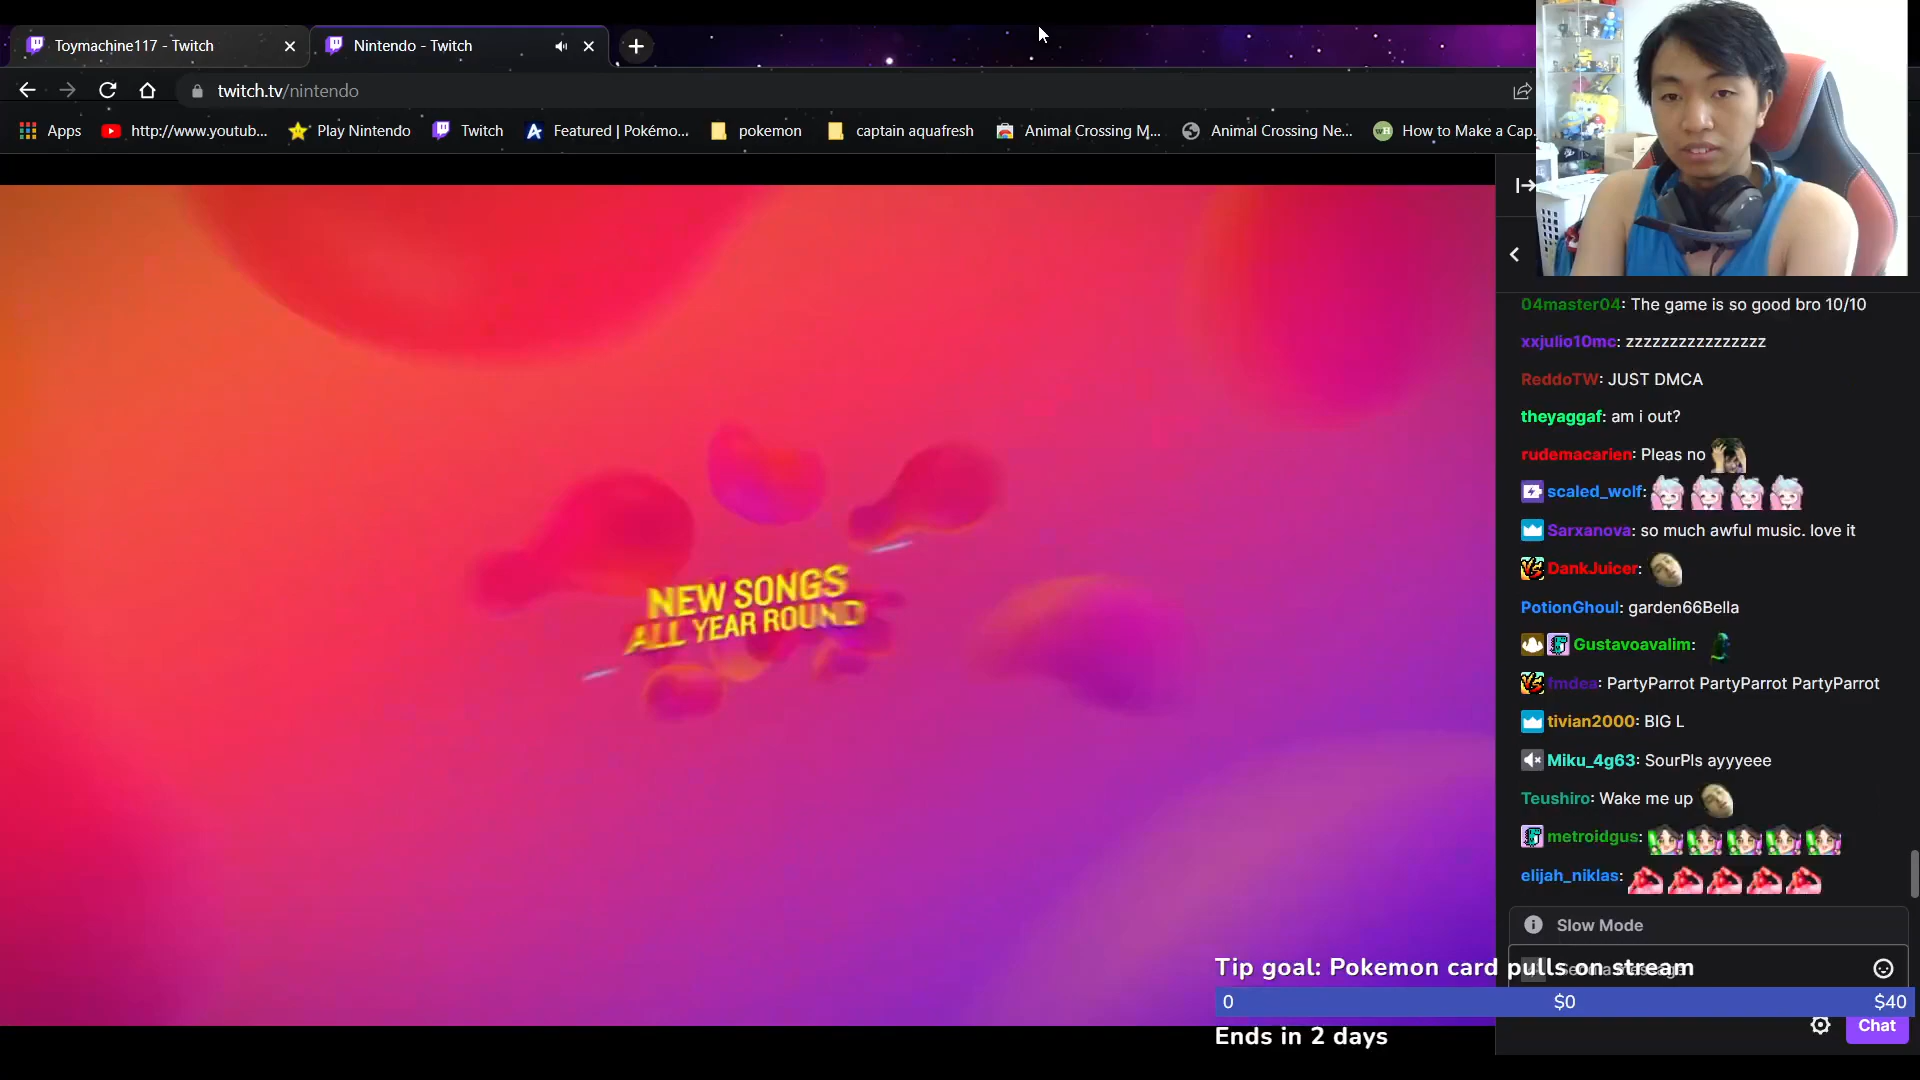 Toymachine117 - Twitch
Nintendo - Twitch
twitch.tv/nintendo
Apps
http://www.youtub...
Play Nintendo
Twitch
Featured | Pokémo...
pokemon
captain aquafresh
Animal Crossing M...
Animal Crossing Ne...
How to Make a Cap...
NEW SONGS
ALL YEAR ROUND
04master04: The game is so good bro 10/10
xxjulio10mc: zzzzzzzzzzzzzzzz
ReddoTW: JUST DMCA
theyaggaf: am i out?
rudemacarien: Pleas no
scaled_wolf:
Sarxanova: so much awful music. love it
DankJuicer:
PotionGhoul: garden66Bella
Gustavoavalim:
fmdea: PartyParrot PartyParrot PartyParrot
tivian2000: BIG L
Miku_4g63: SourPls ayyyeee
Teushiro: Wake me up
metroidgus:
elijah_niklas:
Slow Mode
Tip goal: Pokemon card pulls on stream
0 $0 $40
Ends in 2 days
Chat